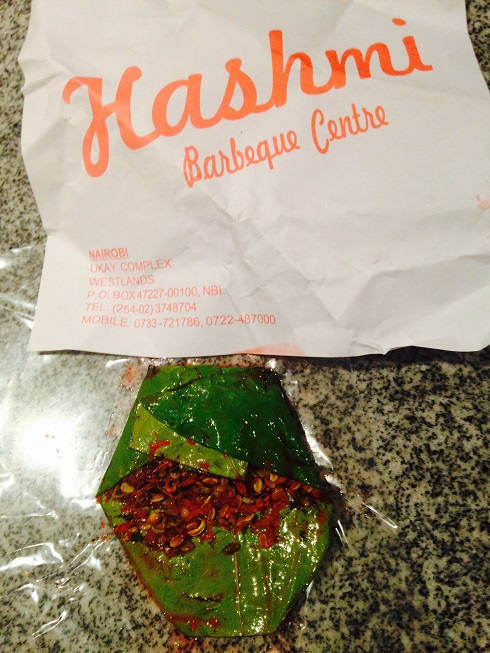 Hashmi
Barbeque Centre
NAIROBI
UKAY COMPLEX
WESTLANDS
P.O. BOX 47227-00100, NBI.
TEL: (254-02) 3748704
MOBILE: 0733 -721786, 0722-487000